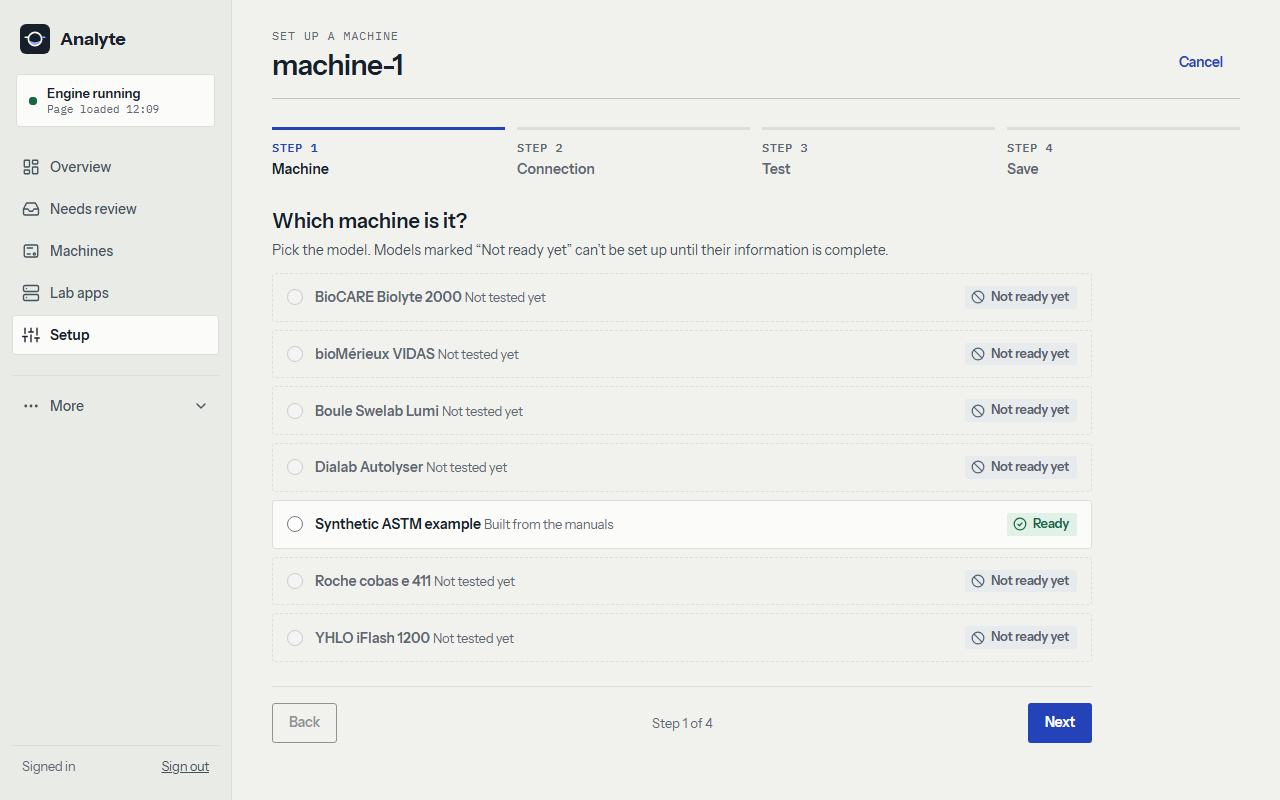 Analyte
Engine running
Page loaded 12:09
Overview
Needs review
Machines
Lab apps
Setup
More
Signed in
Sign out
SET UP A MACHINE
machine-1
Cancel
STEP 1
Machine
STEP 2
Connection
STEP 3
Test
STEP 4
Save
Which machine is it?
Pick the model. Models marked “Not ready yet” can’t be set up until their information is complete.
BioCARE Biolyte 2000 Not tested yet
Not ready yet
bioMérieux VIDAS Not tested yet
Not ready yet
Boule Swelab Lumi Not tested yet
Not ready yet
Dialab Autolyser Not tested yet
Not ready yet
Synthetic ASTM example Built from the manuals
Ready
Roche cobas e 411 Not tested yet
Not ready yet
YHLO iFlash 1200 Not tested yet
Not ready yet
Back
Step 1 of 4
Next